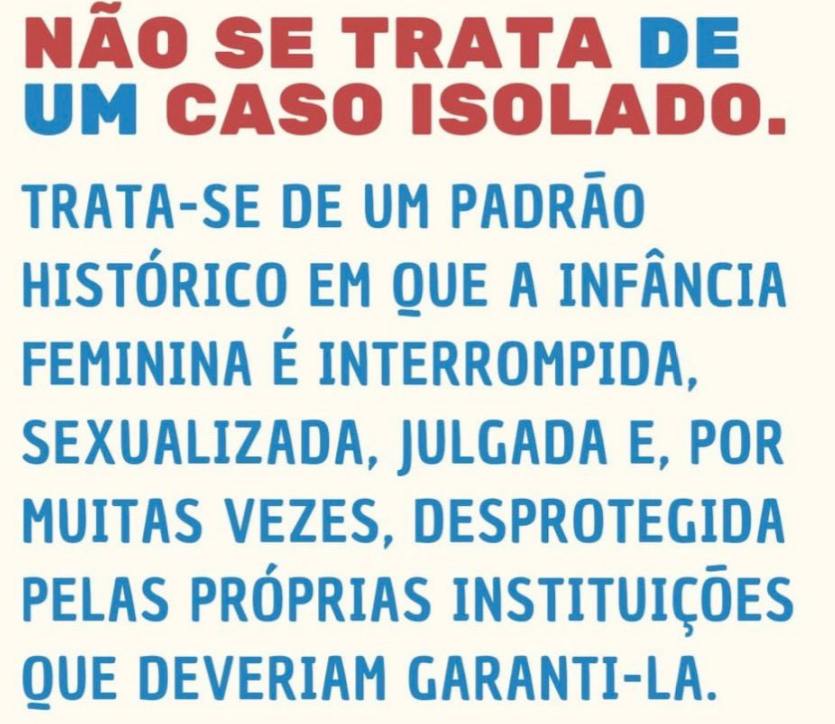 NÃO SE TRATA DE
UM CASO ISOLADO.
TRATA-SE DE UM PADRÃO
HISTÓRICO EM QUE A INFÂNCIA
FEMININA É INTERROMPIDA,
SEXUALIZADA, JULGADA E, POR
MUITAS VEZES, DESPROTEGIDA
PELAS PRÓPRIAS INSTITUIÇÕES
QUE DEVERIAM GARANTI-LA.